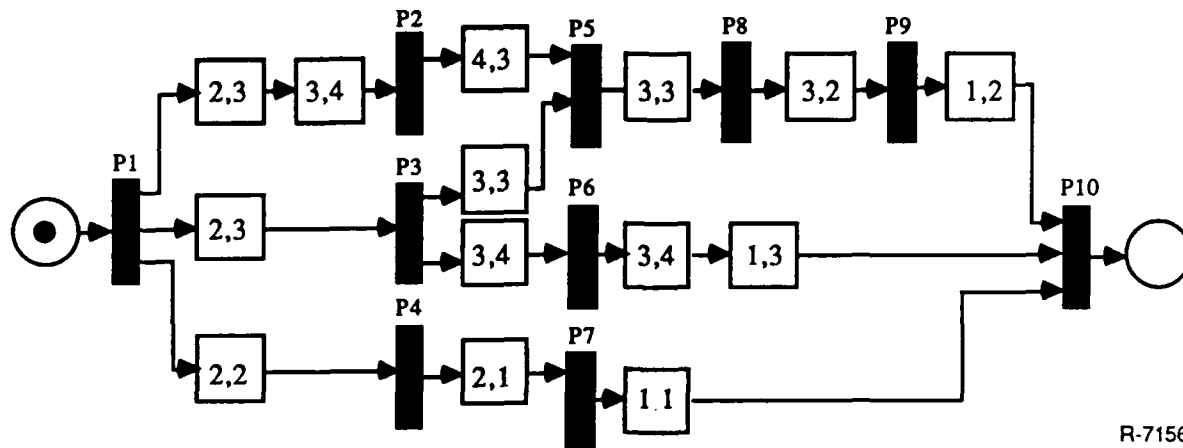 P2
P5
P8
P9
4,3
2,3
3,4
3,3
3,2
1,2
P1
P3
3,3
P6
P10
2,3
3,4
3,4
1,3
P4
P7
2,2
2,1
1.1
R-7156